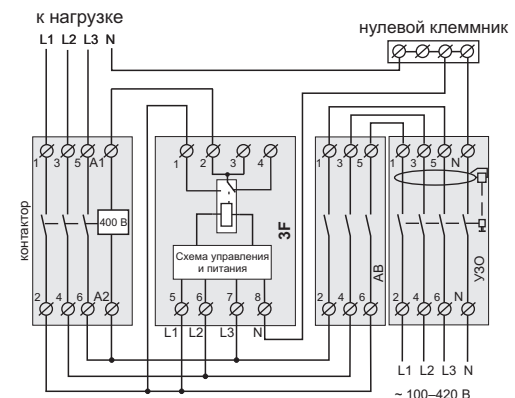 к нагрузке
L1 L2 L3 N
нулевой клеммник
1 3 5 A1
1 2 3 4
1 3 5
1 3 5 N
контактор
400 В
3F
Схема управления
и питания
АВ
УЗО
2 4 6 A2
5 6 7 8
2 4 6
2 4 6 N
L1 L2 L3 N
L1 L2 L3 N
~ 100–420 В